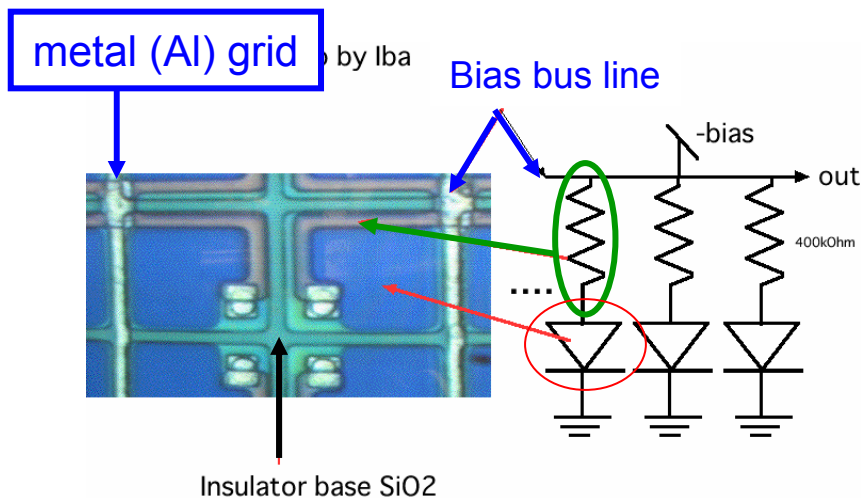 metal (Al) grid
by Iba
Bias bus line
-bias
out
400kOhm
....
Insulator base SiO2